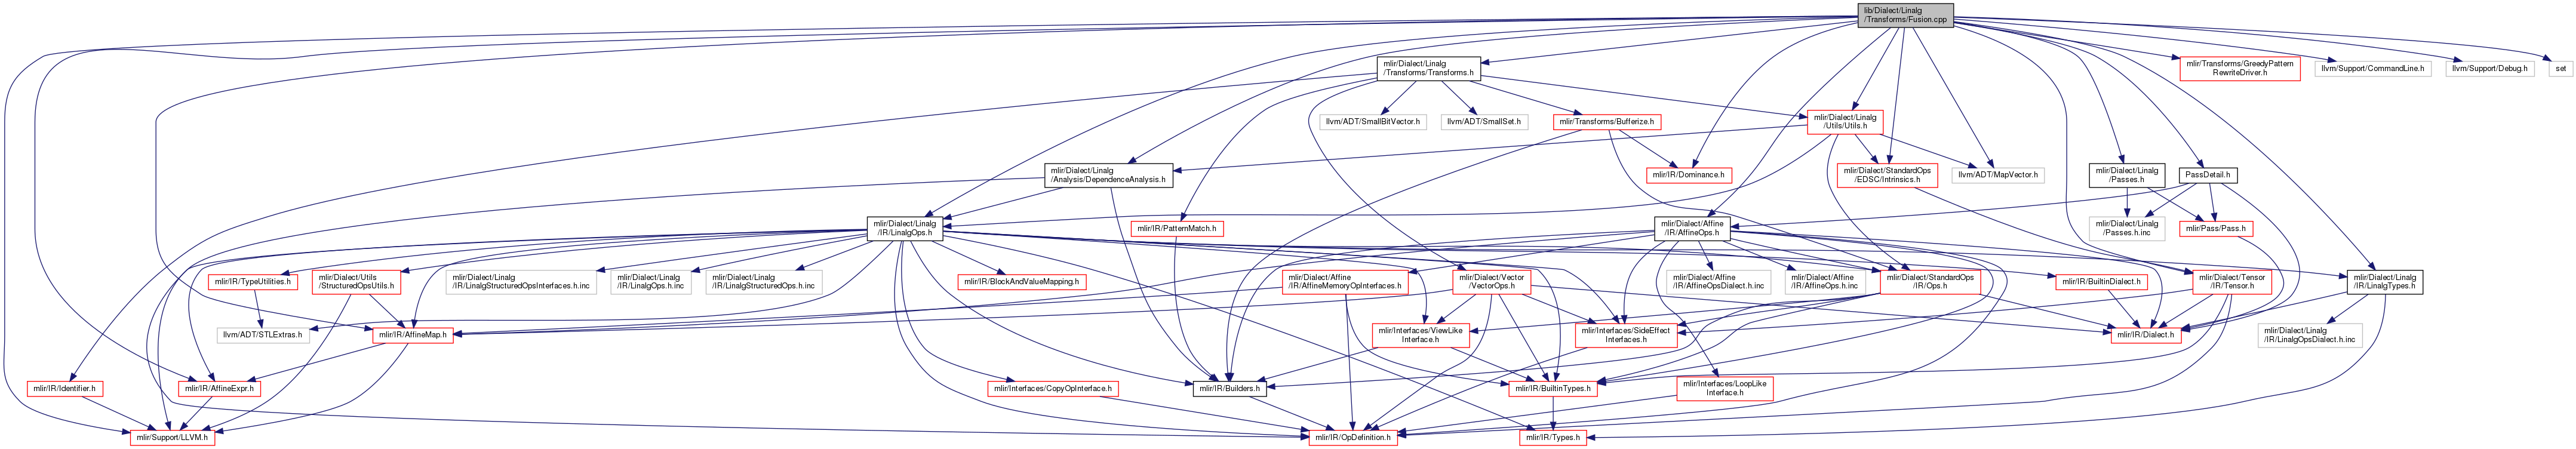 lib/Dialect/Linalg
/Transforms/Fusion.cpp
mlir/Dialect/Linalg
/Transforms/Transforms.h
mlir/Transforms/GreedyPattern
RewriteDriver.h
llvm/Support/CommandLine.h
llvm/Support/Debug.h
set
llvm/ADT/SmallBitVector.h
llvm/ADT/SmallSet.h
mlir/Transforms/Bufferize.h
mlir/Dialect/Linalg
/Utils/Utils.h
mlir/Dialect/Linalg
/Analysis/DependenceAnalysis.h
mlir/IR/Dominance.h
mlir/Dialect/StandardOps
/EDSC/Intrinsics.h
llvm/ADT/MapVector.h
mlir/Dialect/Linalg
/Passes.h
PassDetail.h
mlir/Dialect/Linalg
/IR/LinalgOps.h
mlir/IR/PatternMatch.h
mlir/Dialect/Affine
/IR/AffineOps.h
mlir/Dialect/Linalg
/Passes.h.inc
mlir/Pass/Pass.h
mlir/IR/TypeUtilities.h
mlir/Dialect/Utils
/StructuredOpsUtils.h
mlir/Dialect/Linalg
/IR/LinalgStructuredOpsInterfaces.h.inc
mlir/Dialect/Linalg
/IR/LinalgOps.h.inc
mlir/Dialect/Linalg
/IR/LinalgStructuredOps.h.inc
mlir/IR/BlockAndValueMapping.h
mlir/Dialect/Affine
/IR/AffineMemoryOpInterfaces.h
mlir/Dialect/Vector
/VectorOps.h
mlir/Dialect/Affine
/IR/AffineOpsDialect.h.inc
mlir/Dialect/Affine
/IR/AffineOps.h.inc
mlir/Dialect/StandardOps
/IR/Ops.h
mlir/IR/BuiltinDialect.h
mlir/Dialect/Tensor
/IR/Tensor.h
mlir/Dialect/Linalg
/IR/LinalgTypes.h
llvm/ADT/STLExtras.h
mlir/IR/AffineMap.h
mlir/Interfaces/ViewLike
Interface.h
mlir/Interfaces/SideEffect
Interfaces.h
mlir/IR/Dialect.h
mlir/Dialect/Linalg
/IR/LinalgOpsDialect.h.inc
mlir/IR/Identifier.h
mlir/IR/AffineExpr.h
mlir/Interfaces/CopyOpInterface.h
mlir/IR/Builders.h
mlir/IR/BuiltinTypes.h
mlir/Interfaces/LoopLike
Interface.h
mlir/Support/LLVM.h
mlir/IR/OpDefinition.h
mlir/IR/Types.h